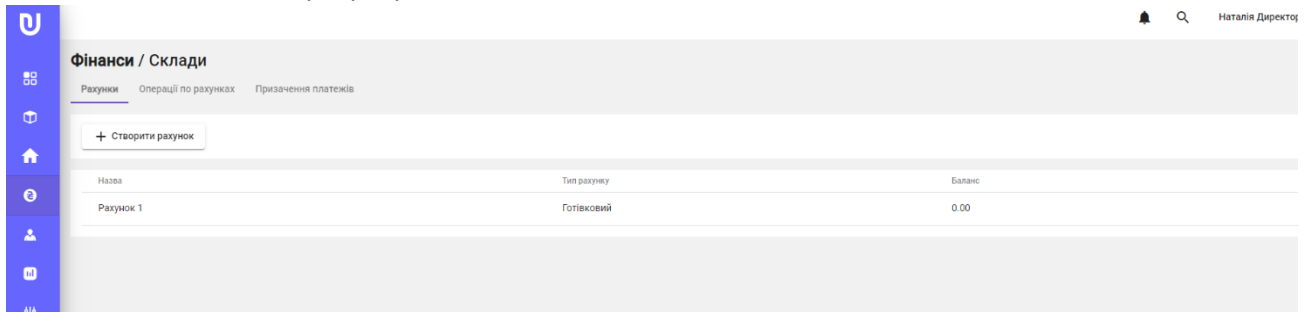 Наталія Директор
Фінанси / Склади
Рахунки Операції по рахунках Призачення платежів
+ Створити рахунок
Назва Тип рахунку Баланс
Рахунок 1 Готівковий 0.00